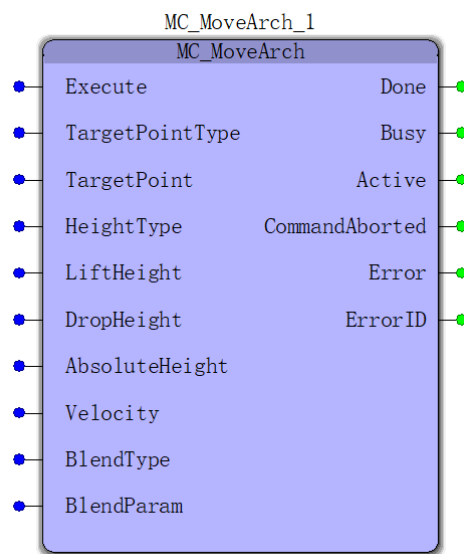 MC_MoveArch_1
MC_MoveArch
Execute Done
TargetPointType Busy
TargetPoint Active
HeightType CommandAborted
LiftHeight Error
DropHeight ErrorID
AbsoluteHeight
Velocity
BlendType
BlendParam